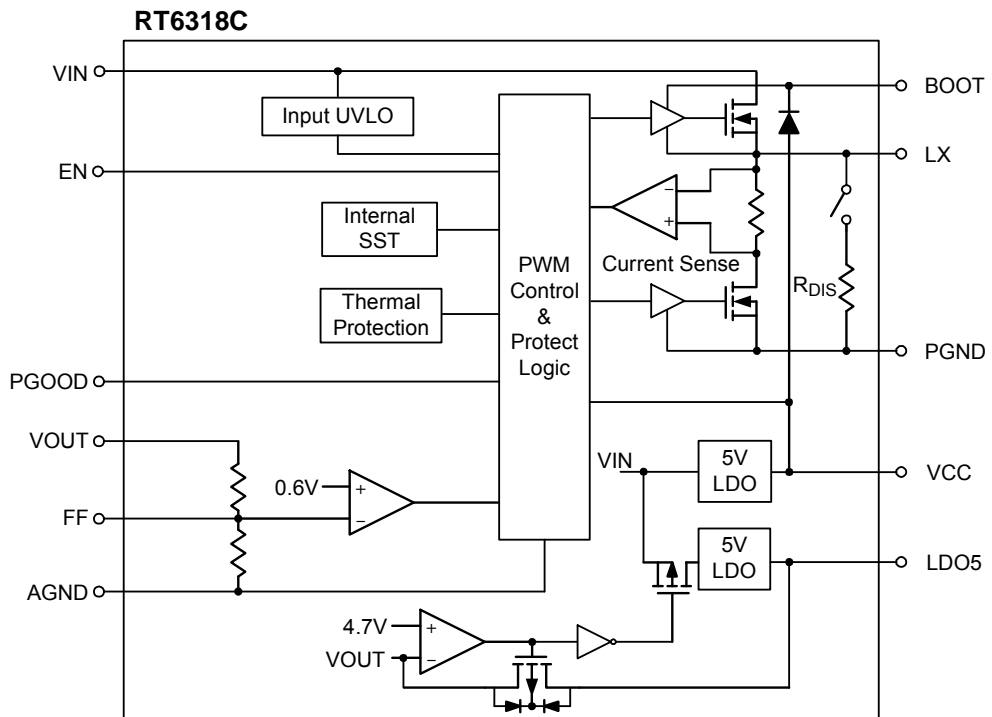 RT6318C
VIN
BOOT
Input UVLO
LX
EN
Internal
SST
Current Sense
PWM
Control
&
Protect
Logic
RDIS
Thermal
Protection
PGND
PGOOD
VOUT
VIN
5V
LDO
VCC
0.6V
FF
5V
LDO
LDO5
AGND
4.7V
VOUT
+
−
+
−
+
−